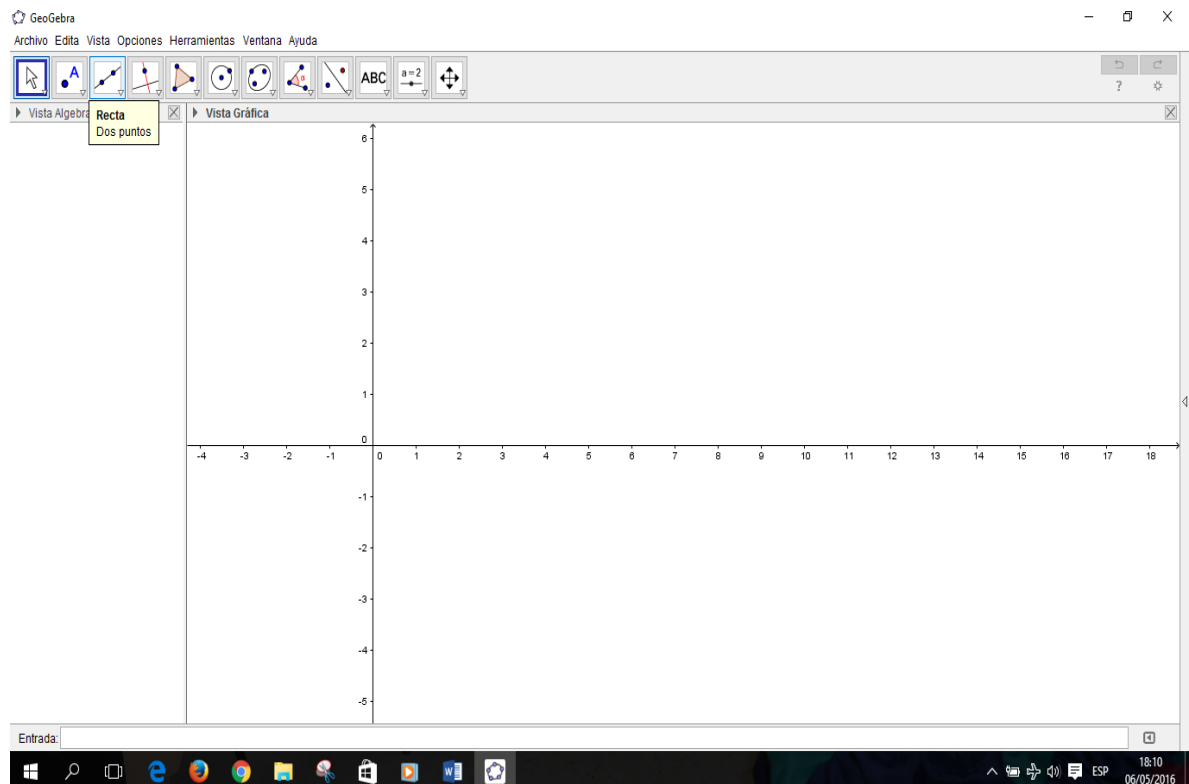 GeoGebra
Archivo Edita Vista Opciones Herramientas Ventana Ayuda
A
α
ABC
a=2
?
Vista Algebra
Recta
Dos puntos
Vista Gráfica
6
5
4
3
2
1
0
-4 -3 -2 -1 0 1 2 3 4 5 6 7 8 9 10 11 12 13 14 15 16 17 18
-1
-2
-3
-4
-5
Entrada:
ESP
18:10
06/05/2016